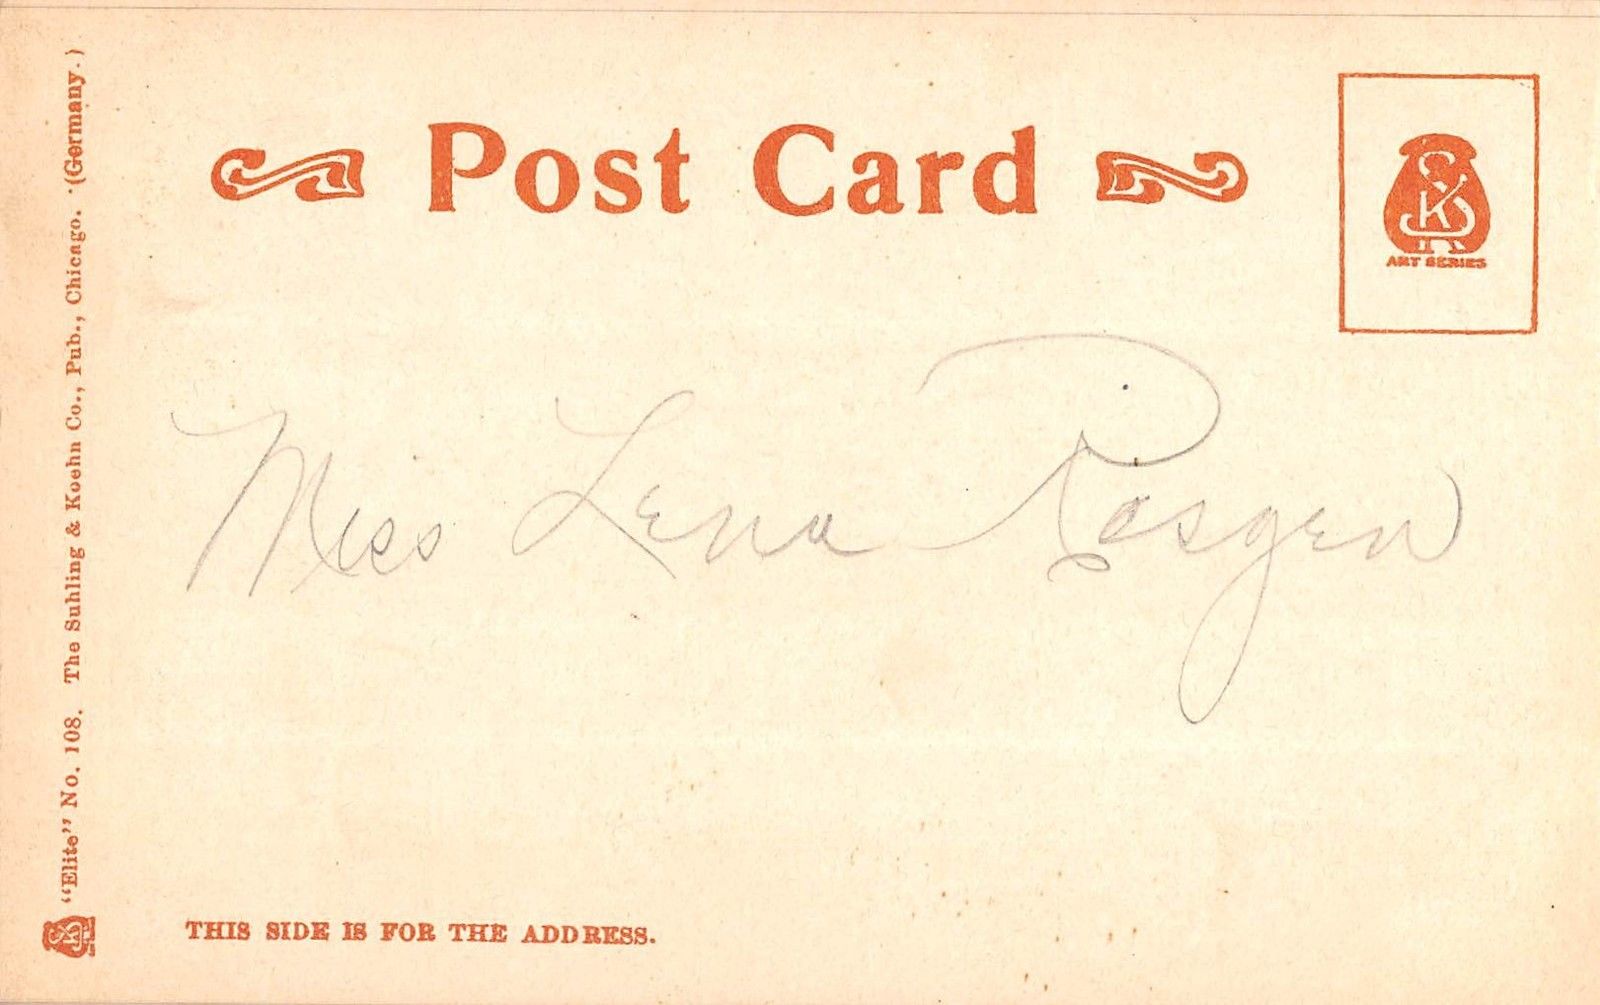 Post Card
SK
ART SERIES
Miss Lena Rosgen
"Elite" No. 108. The Suhling & Koehn Co., Pub., Chicago. (Germany.)
THIS SIDE IS FOR THE ADDRESS.